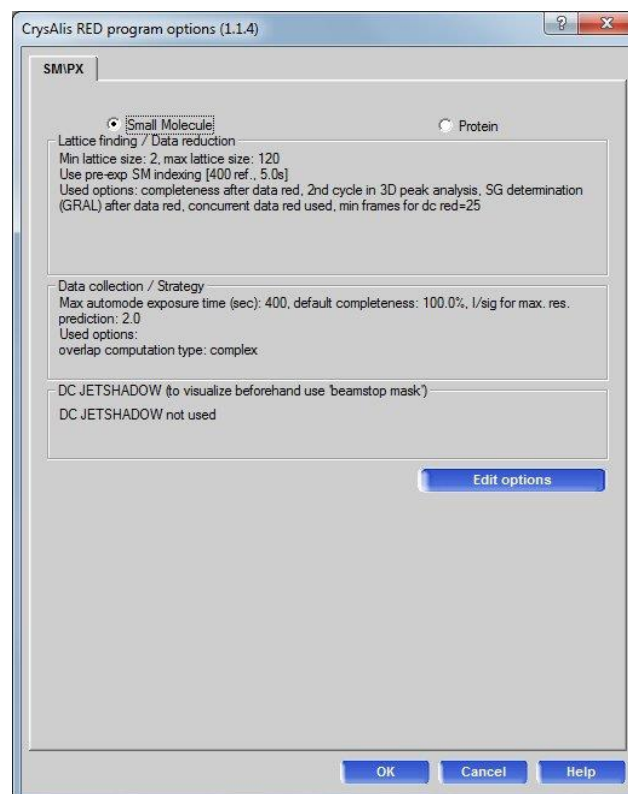 CrysAlis RED program options (1.1.4)
SM\PX
Small Molecule
Protein
Lattice finding / Data reduction
Min lattice size: 2, max lattice size: 120
Use pre-exp SM indexing [400 ref., 5.0s]
Used options: completeness after data red, 2nd cycle in 3D peak analysis, SG determination
(GRAL) after data red, concurrent data red used, min frames for dc red=25
Data collection / Strategy
Max automode exposure time (sec): 400, default completeness: 100.0%, I/sig for max. res.
prediction: 2.0
Used options:
overlap computation type: complex
DC JETSHADOW (to visualize beforehand use 'beamstop mask')
DC JETSHADOW not used
Edit options
OK
Cancel
Help